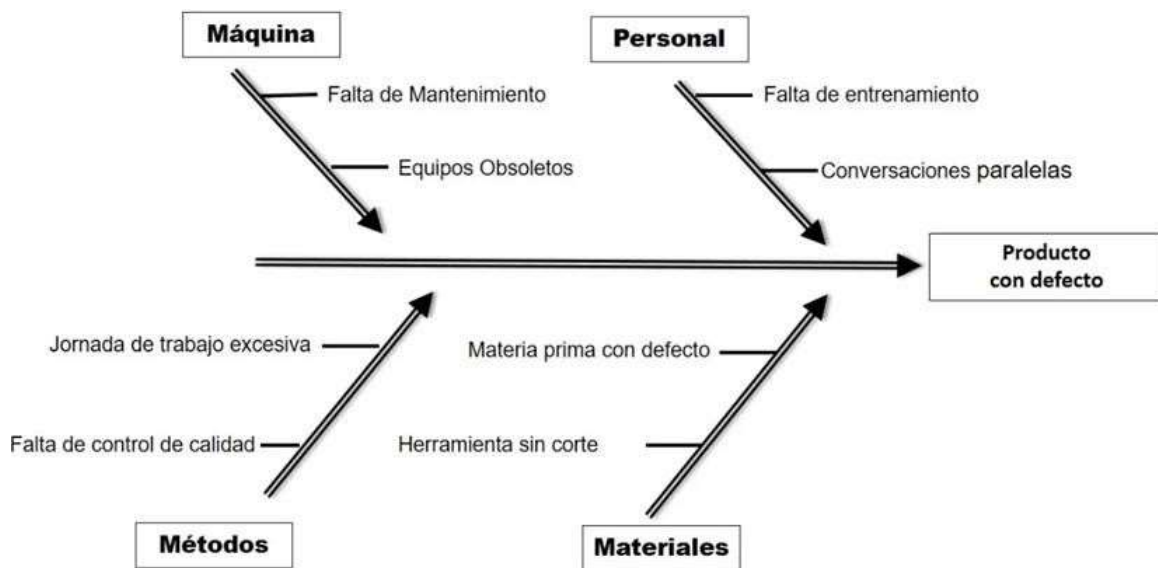 Máquina
Personal
Falta de Mantenimiento
Falta de entrenamiento
Equipos Obsoletos
Conversaciones paralelas
Producto
con defecto
Jornada de trabajo excesiva
Materia prima con defecto
Falta de control de calidad
Herramienta sin corte
Métodos
Materiales